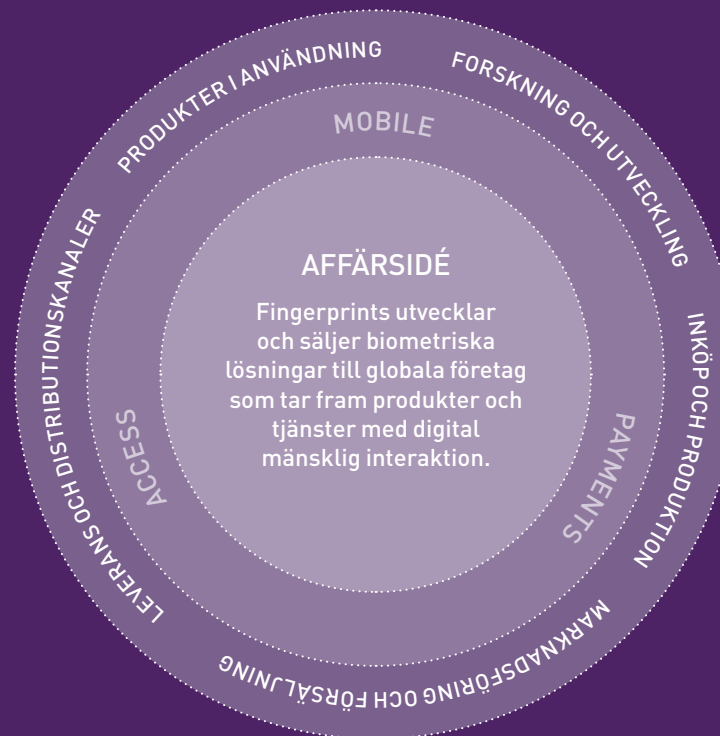 PRODUKTER I ANVÄNDNING
FORSKNING OCH UTVECKLING
MOBILE
AFFÄRSIDÉ
Fingerprints utvecklar
och säljer biometriska
lösningar till globala företag
som tar fram produkter och
tjänster med digital
mänsklig interaktion.
INKÖP OCH PRODUKTION
PAYMENTS
ACCESS
LEVERANS OCH DISTRIBUTIONSKANALER
MARKNADSFÖRING OCH FÖRSÄLJNING